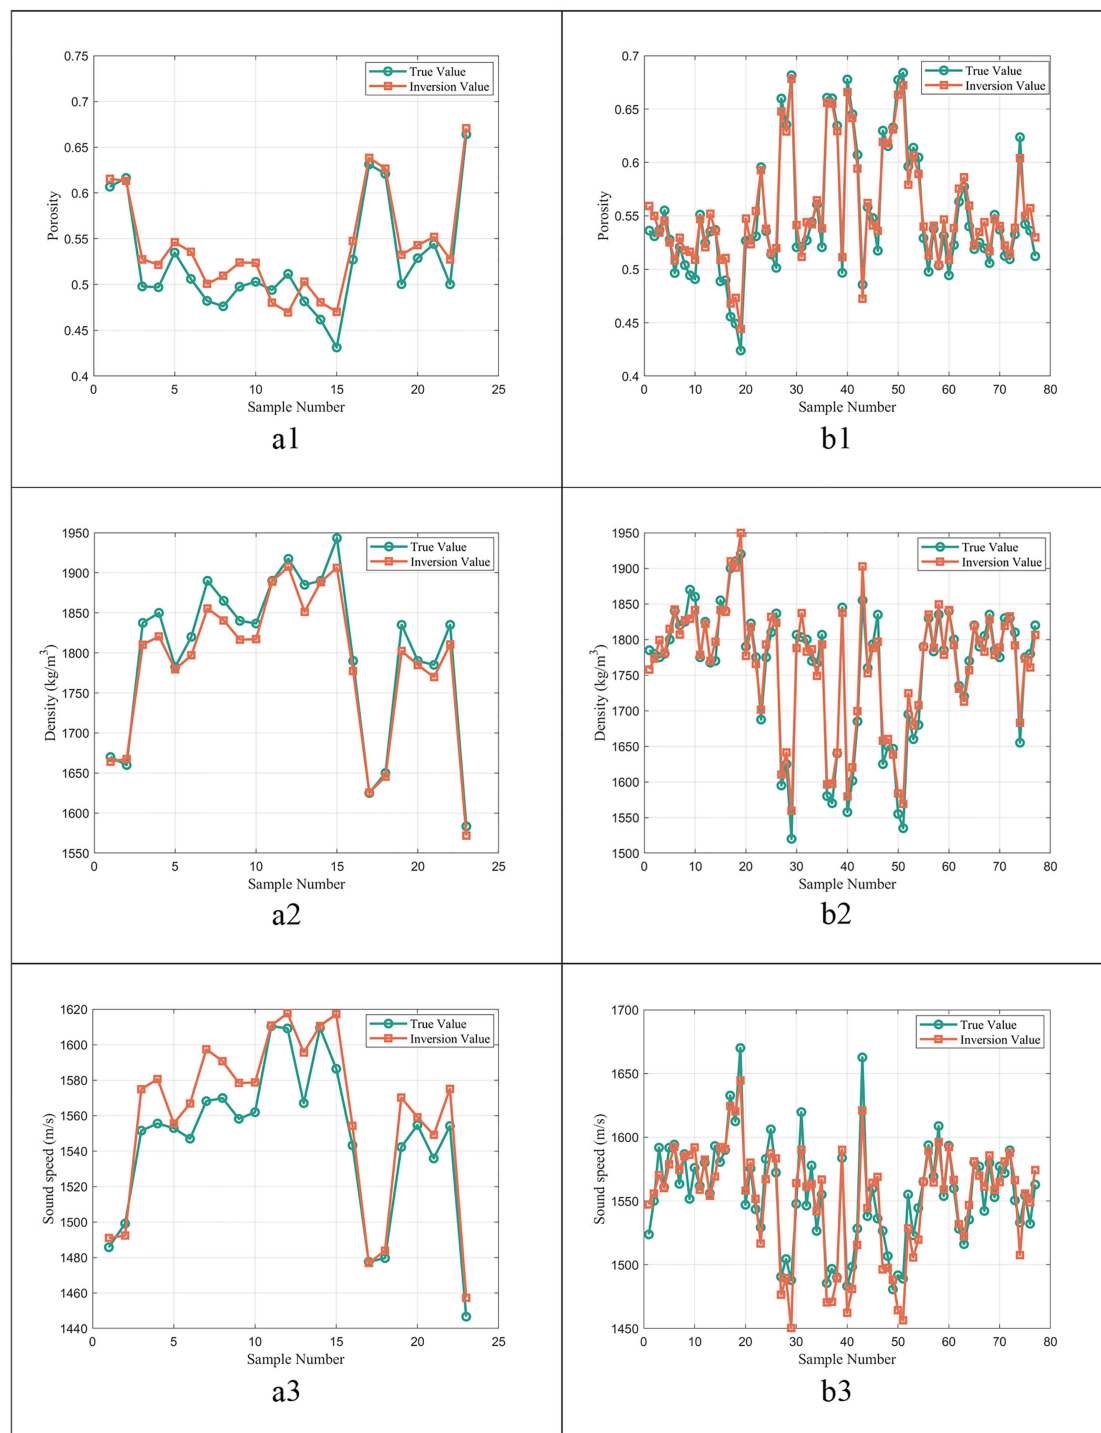 0.75
0.7
0.65
0.6
0.55
0.5
0.45
0.4
0 5 10 15 20 25
Porosity
Sample Number
True Value
Inversion Value
a1
0.7
0.65
0.6
0.55
0.5
0.45
0.4
0 10 20 30 40 50 60 70 80
Porosity
Sample Number
True Value
Inversion Value
b1
1950
1900
1850
1800
1750
1700
1650
1600
1550
0 5 10 15 20 25
Density (kg/m³)
Sample Number
True Value
Inversion Value
a2
1950
1900
1850
1800
1750
1700
1650
1600
1550
1500
0 10 20 30 40 50 60 70 80
Density (kg/m³)
Sample Number
True Value
Inversion Value
b2
1620
1600
1580
1560
1540
1520
1500
1480
1460
1440
0 5 10 15 20 25
Sound speed (m/s)
Sample Number
True Value
Inversion Value
a3
1700
1650
1600
1550
1500
1450
0 10 20 30 40 50 60 70 80
Sound speed (m/s)
Sample Number
True Value
Inversion Value
b3